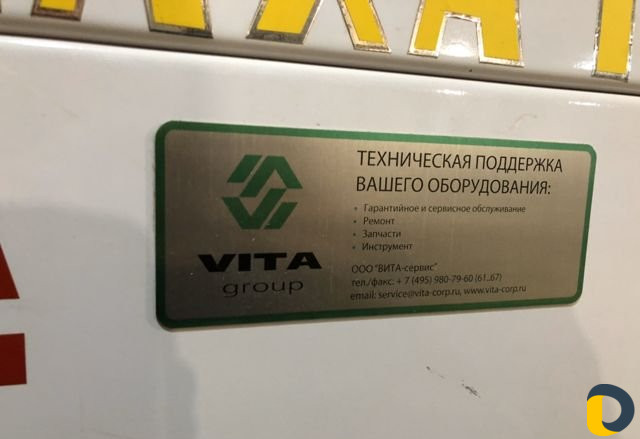 ТЕХНИЧЕСКАЯ ПОДДЕРЖКА
ВАШЕГО ОБОРУДОВАНИЯ:
• Гарантийное и сервисное обслуживание
• Ремонт
• Запчасти
• Инструмент
VITA
group
ООО "ВИТА-сервис"
тел./факс: + 7 (495) 980-79-60 (61..67)
email: service@vita-corp.ru, www.vita-corp.ru